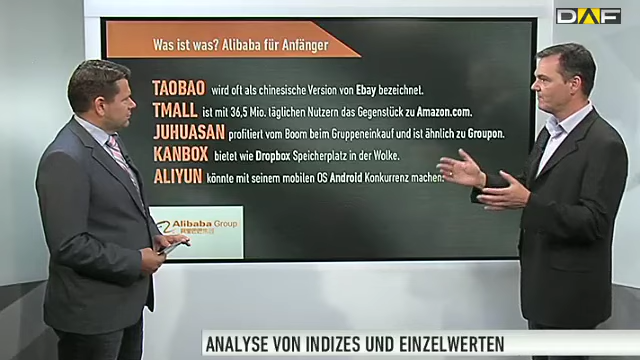 DAF
Was ist was? Alibaba für Anfänger
TAOBAO wird oft als chinesische Version von Ebay bezeichnet.
TMALL ist mit 36,5 Mio. täglichen Nutzern das Gegenstück zu Amazon.com.
JUHUASAN profitiert vom Boom beim Gruppeneinkauf und ist ähnlich zu Groupon.
KANBOX bietet wie Dropbox Speicherplatz in der Wolke.
ALIYUN könnte mit seinem mobilen OS Android Konkurrenz machen.
Alibaba Group
ANALYSE VON INDIZES UND EINZELWERTEN